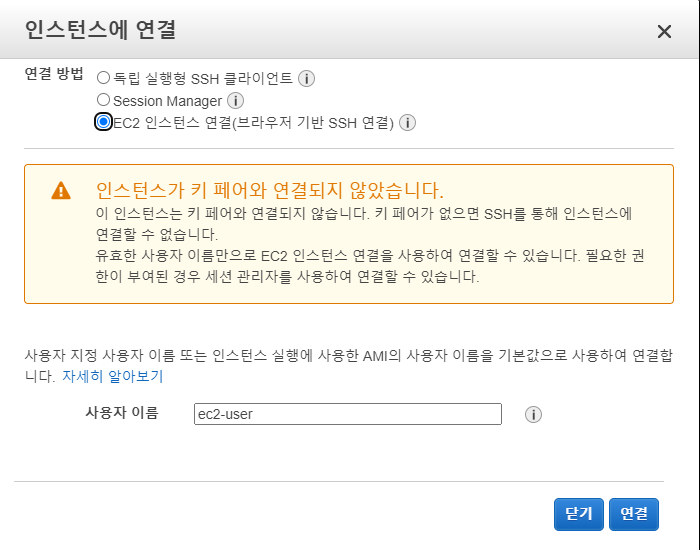 인스턴스에 연결
연결 방법
독립 실행형 SSH 클라이언트
Session Manager
EC2 인스턴스 연결(브라우저 기반 SSH 연결)
인스턴스가 키 페어와 연결되지 않았습니다.
이 인스턴스는 키 페어와 연결되지 않습니다. 키 페어가 없으면 SSH를 통해 인스턴스에
연결할 수 없습니다.
유효한 사용자 이름만으로 EC2 인스턴스 연결을 사용하여 연결할 수 있습니다. 필요한 권
한이 부여된 경우 세션 관리자를 사용하여 연결할 수 있습니다.
사용자 지정 사용자 이름 또는 인스턴스 실행에 사용한 AMI의 사용자 이름을 기본값으로 사용하여 연결합
니다. 자세히 알아보기
사용자 이름
ec2-user
닫기
연결